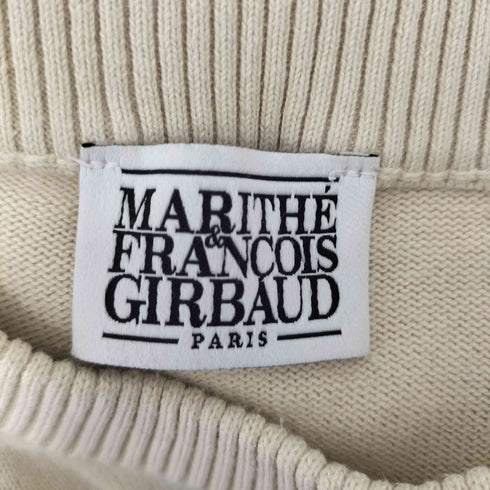 MARITHÉ
&
FRANCOIS
GIRBAUD
PARIS